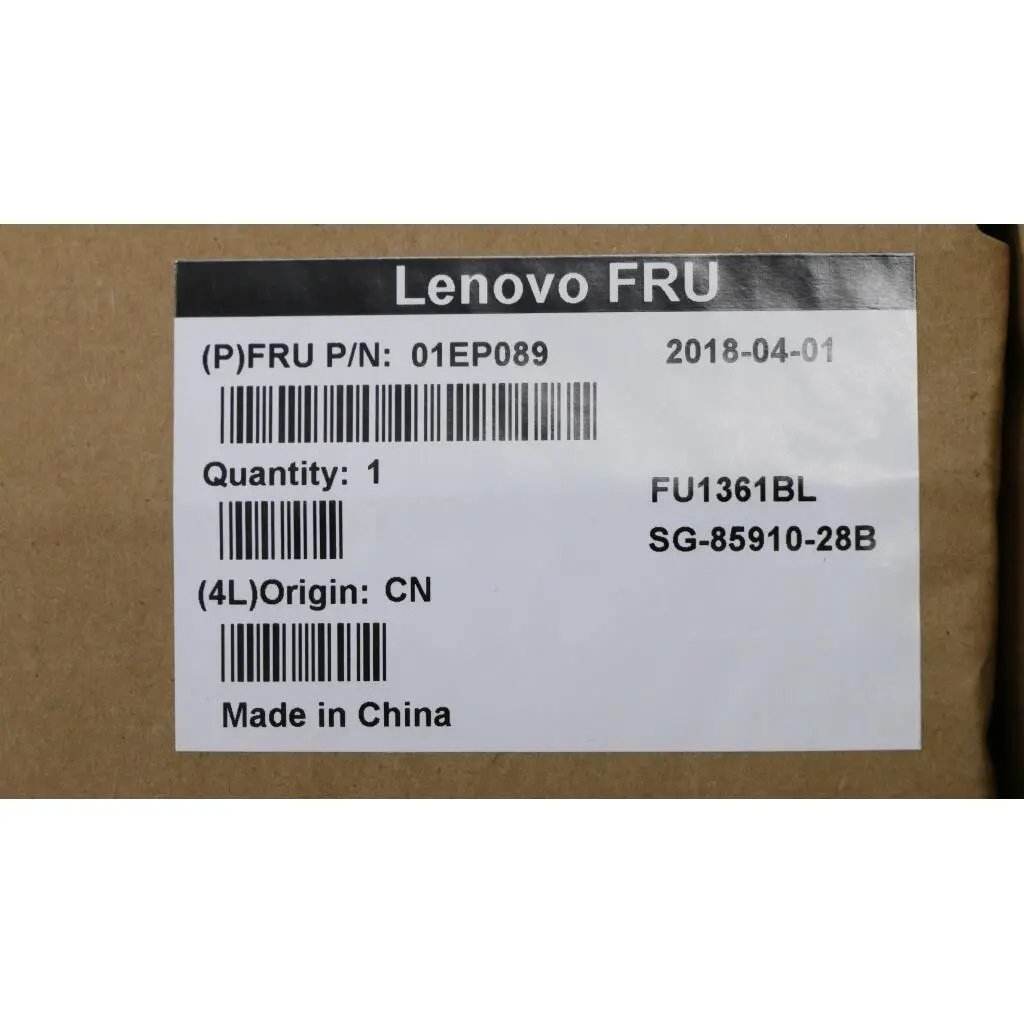 Lenovo FRU
(P)FRU P/N: 01EP089
2018-04-01
Quantity: 1
FU1361BL
SG-85910-28B
(4L)Origin: CN
Made in China